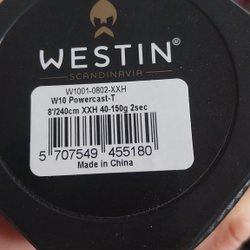 WESTIN®
SCANDINAVIA
W1001-0802-XXH
W10 Powercast-T
8'/240cm XXH 40-150g 2sec
5 707549 455180
Made in China